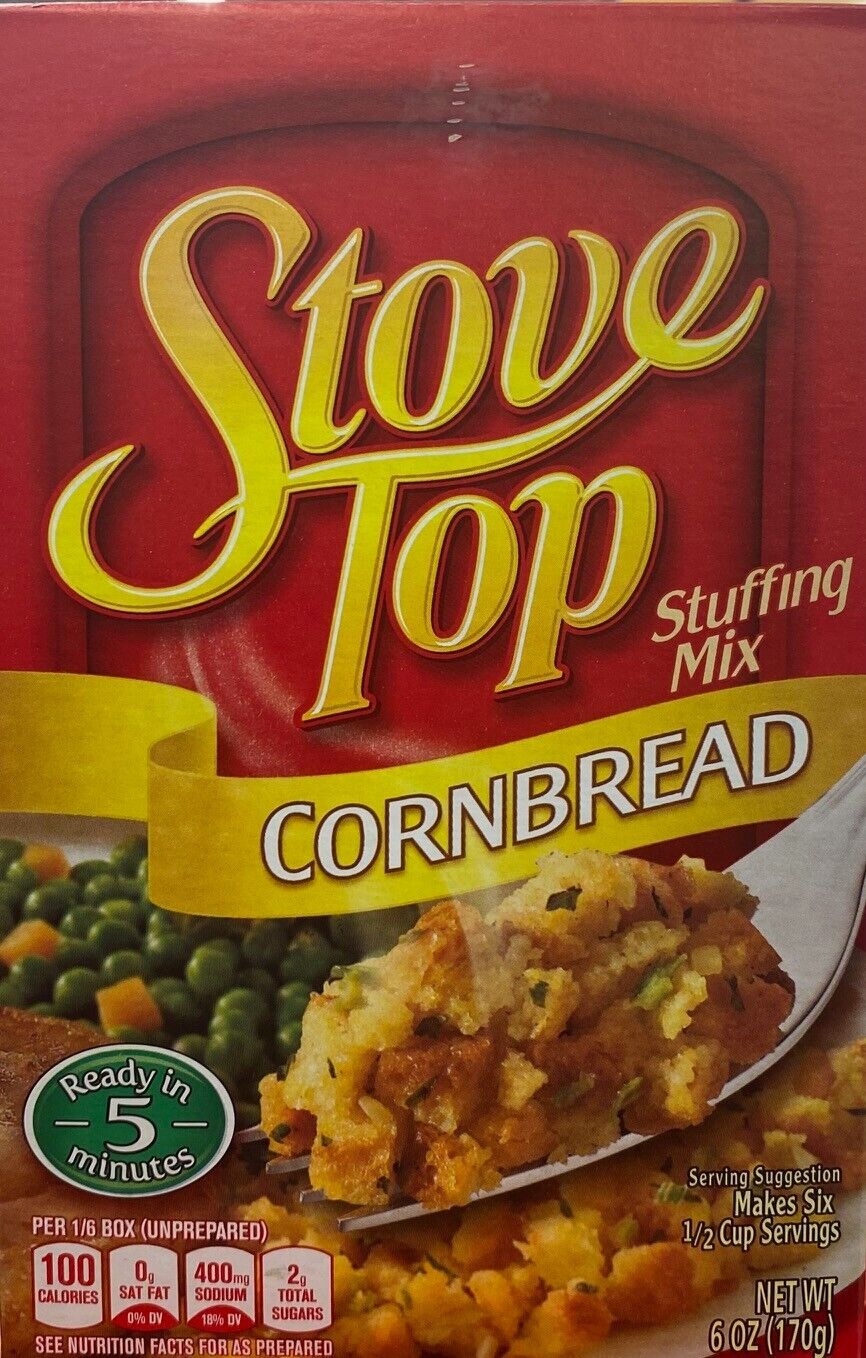 Stove
Top
Stuffing
Mix
CORNBREAD
Ready in
5
minutes
Serving Suggestion
Makes Six
1/2 Cup Servings
PER 1/6 BOX (UNPREPARED)
100
CALORIES
0g
SAT FAT
0% DV
400mg
SODIUM
18% DV
2g
TOTAL
SUGARS
SEE NUTRITION FACTS FOR AS PREPARED
NET WT
6 OZ (170g)